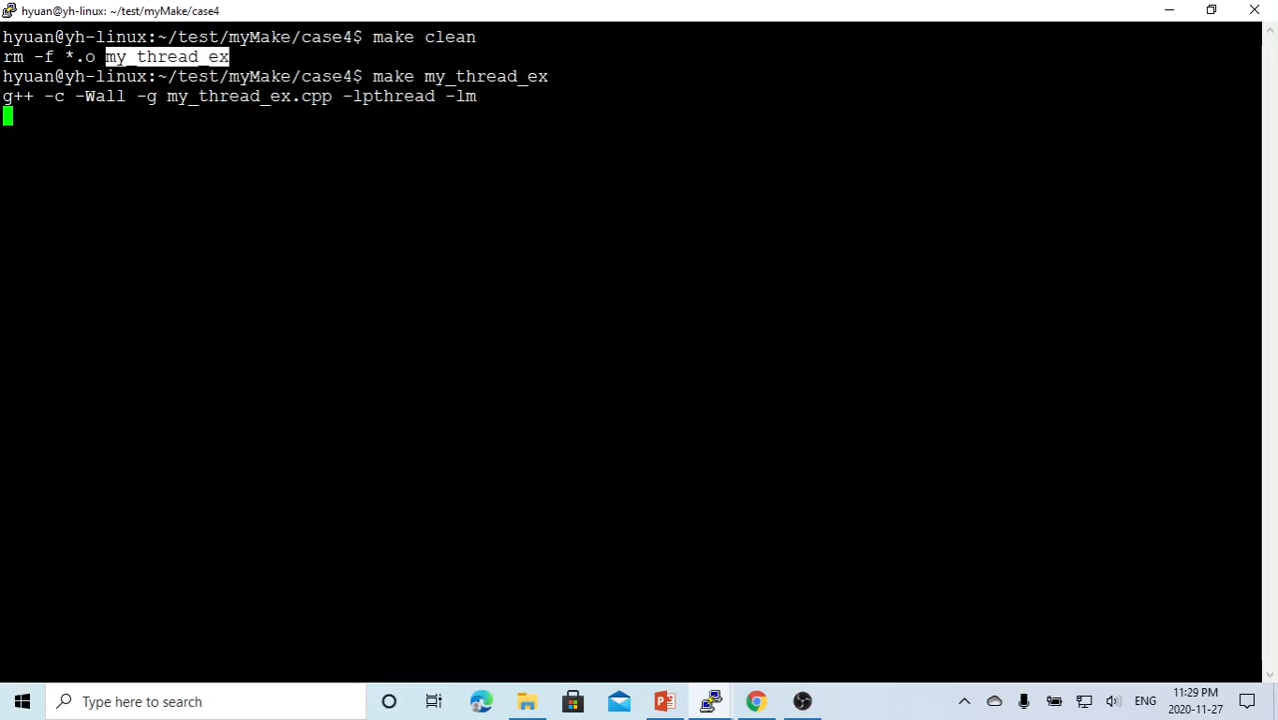 hyuan@yh-linux: ~/test/myMake/case4
hyuan@yh-linux:~/test/myMake/case4$ make clean
rm -f *.o my_thread_ex
hyuan@yh-linux:~/test/myMake/case4$ make my_thread_ex
g++ -c -Wall -g my_thread_ex.cpp -lpthread -lm
Type here to search
ENG
11:29 PM
2020-11-27